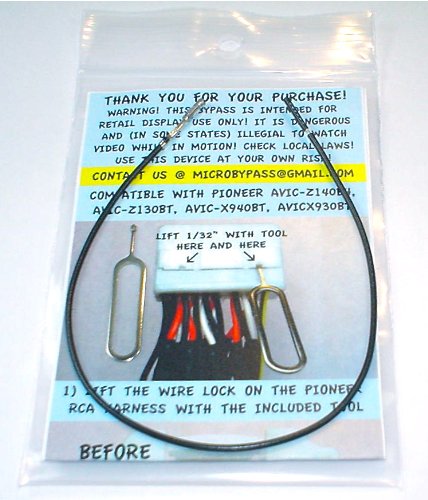 THANK YOU FOR YOUR PURCHASE!
WARNING! THIS BYPASS IS INTENDED FOR
RETAIL DISPLAY USE ONLY! IT IS DANGEROUS
AND (IN SOME STATES) ILLEGIAL TO WATCH
VIDEO WHILE IN MOTION! CHECK LOCAL LAWS!
USE THIS DEVICE AT YOUR OWN RISK!
CONTACT US @ MICROBYPASS@GMAIL.COM
COMPATIBLE WITH PIONEER AVIC-Z140BH,
AVIC-Z130BT, AVIC-X940BT, AVICX930BT,
LIFT 1/32" WITH TOOL
HERE AND HERE
1) LIFT THE WIRE LOCK ON THE PIONEER
RCA HARNESS WITH THE INCLUDED TOOL
BEFORE